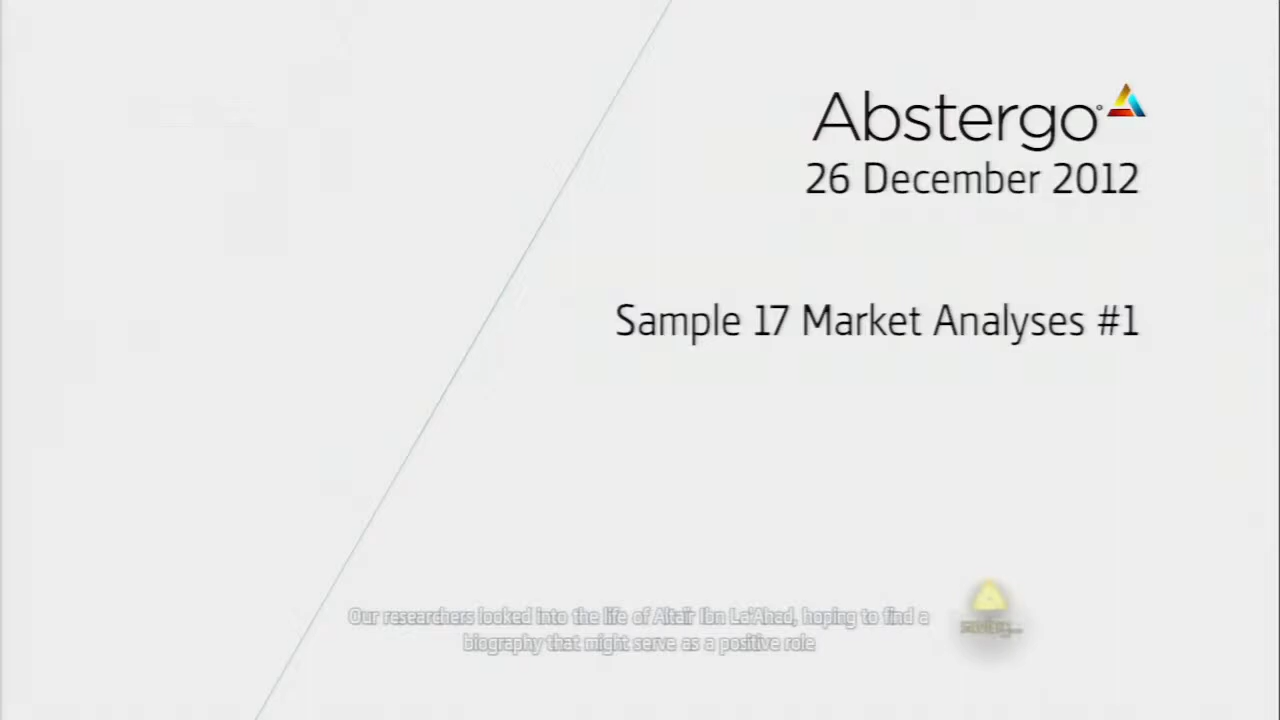 Abstergo
26 December 2012
Sample 17 Market Analyses #1
Our researchers looked into the life of Altaïr Ibn La'Ahad, hoping to find a
biography that might serve as a positive role
saving...